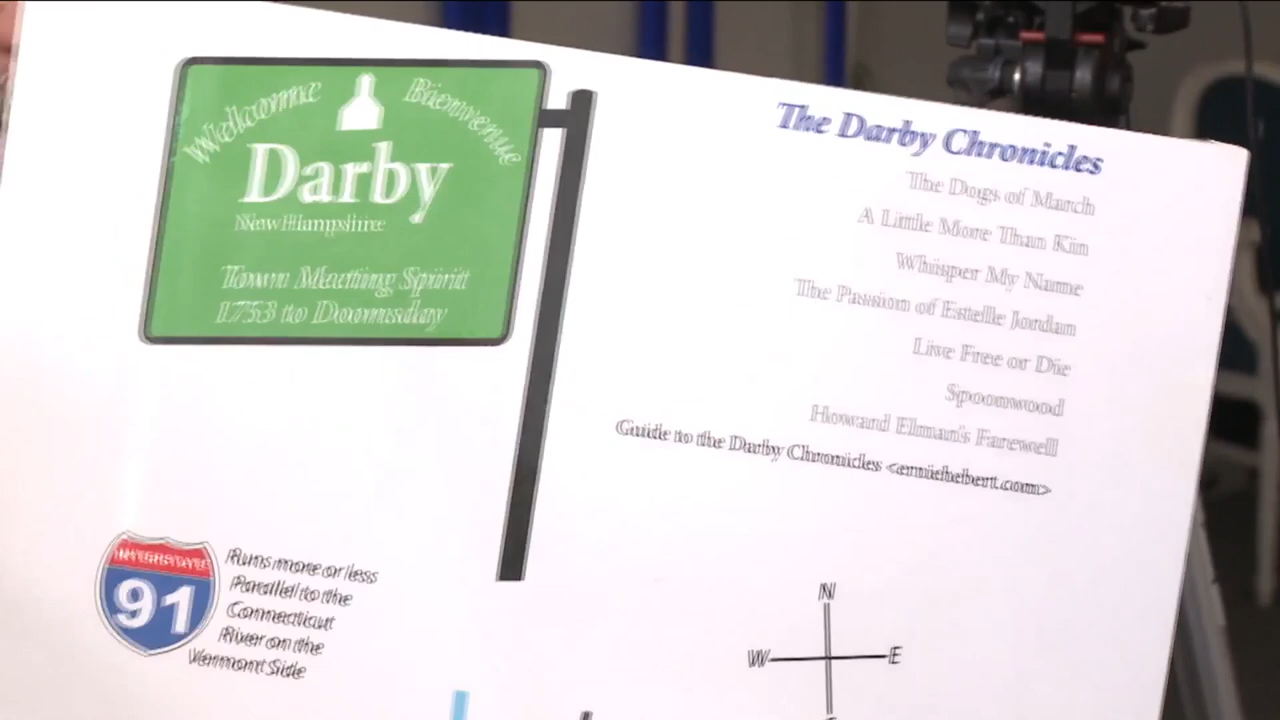 Welcome
Bienvenue
Darby
New Hampshire
Town Meeting Spirit
1753 to Doomsday
The Darby Chronicles
The Dogs of March
A Little More Than Kin
Whisper My Name
The Passion of Estelle Jordan
Live Free or Die
Spoonwood
Howard Elman's Farewell
Guide to the Darby Chronicles <erniehebert.com>
INTERSTATE
91
Runs more or less
Parallel to the
Connecticut
River on the
Vermont Side
N
W
E